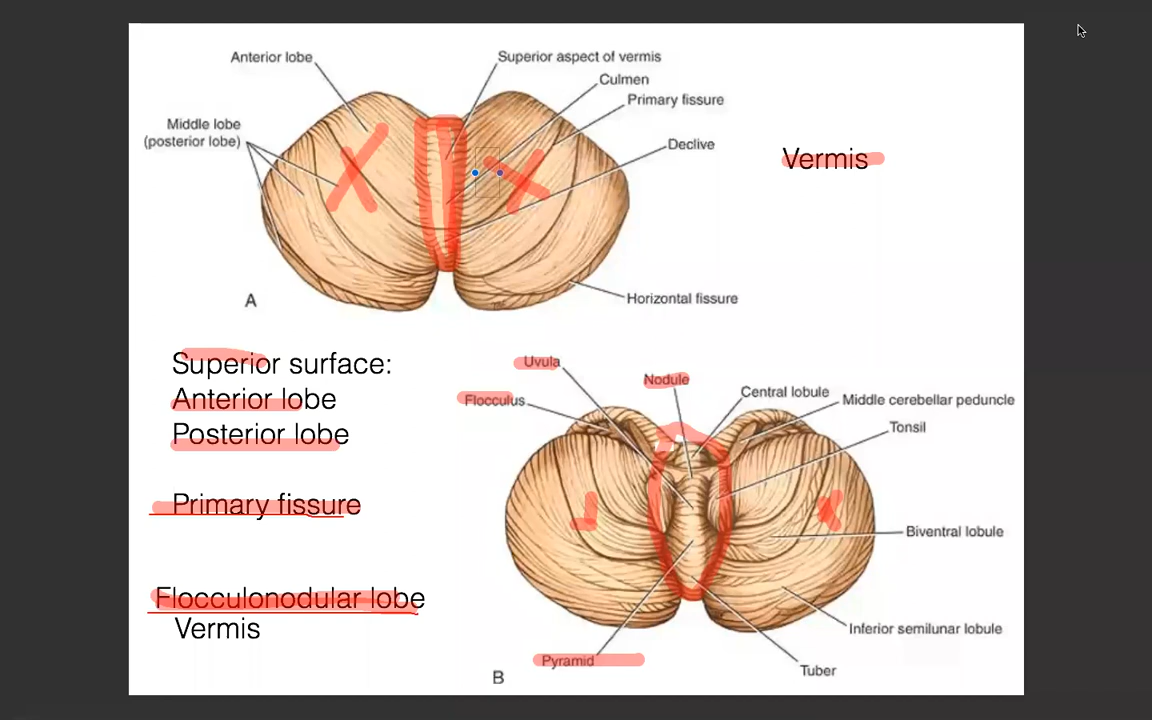 Anterior lobe
Superior aspect of vermis
Culmen
Primary fissure
Middle lobe
(posterior lobe)
Declive
Vermis
A
Horizontal fissure
Superior surface:
Anterior lobe
Posterior lobe
Primary fissure
Flocculonodular lobe
Vermis
Uvula
Nodule
Flocculus
Central lobule
Middle cerebellar peduncle
Tonsil
Biventral lobule
Inferior semilunar lobule
Pyramid
Tuber
B